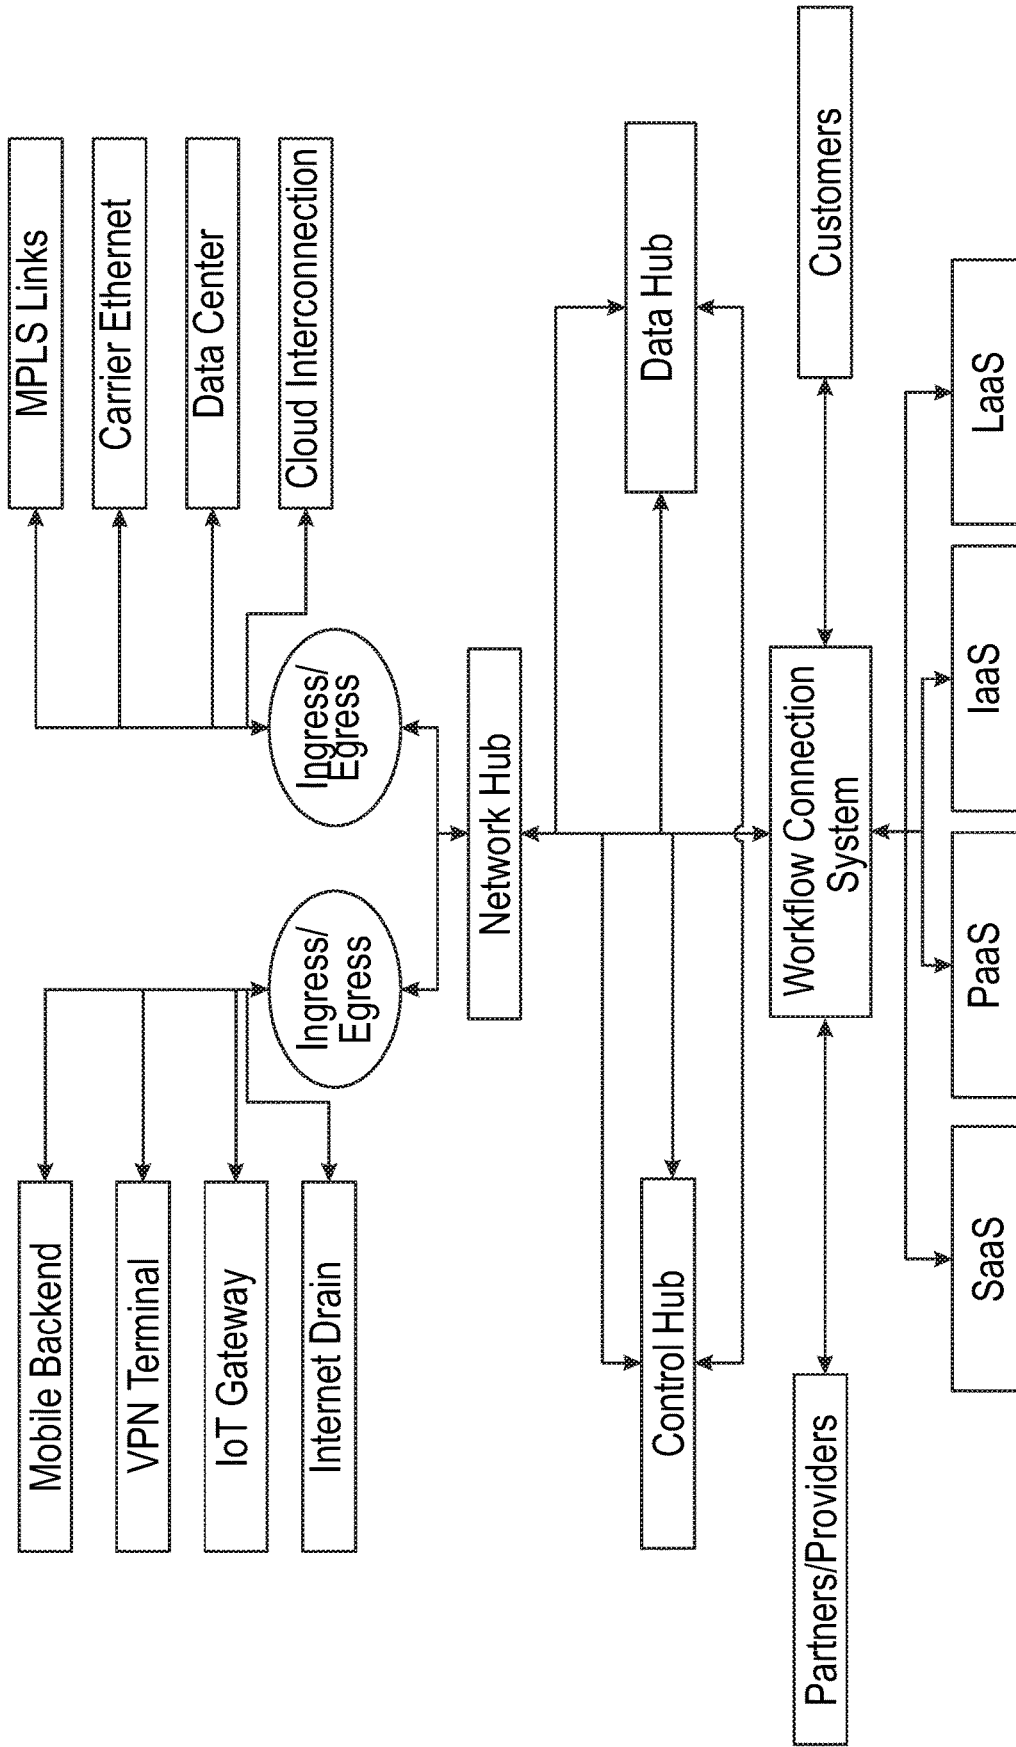 Mobile Backend
VPN Terminal
IoT Gateway
Internet Drain
MPLS Links
Carrier Ethernet
Data Center
Cloud Interconnection
Ingress/
Egress
Ingress/
Egress
Network Hub
Control Hub
Data Hub
Partners/Providers
Workflow Connection
System
Customers
SaaS
PaaS
IaaS
LaaS